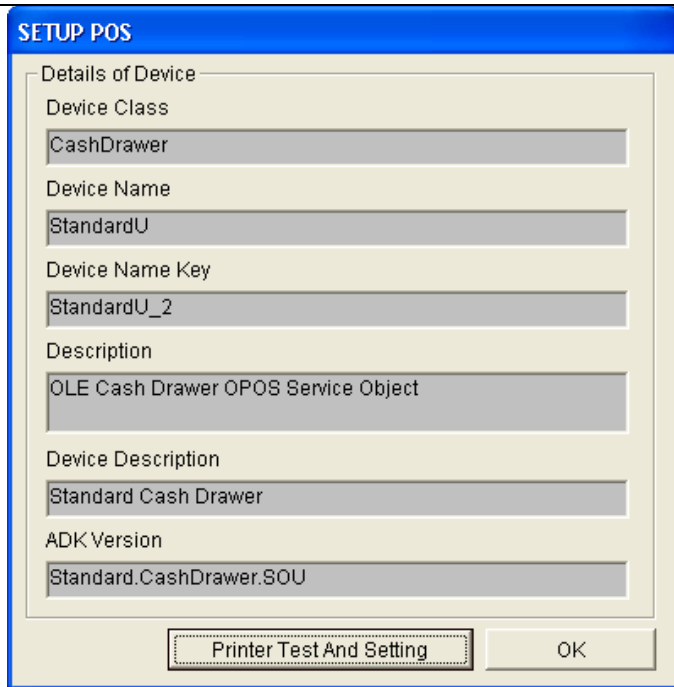 SETUP POS
Details of Device
Device Class
CashDrawer
Device Name
StandardU
Device Name Key
StandardU_2
Description
OLE Cash Drawer OPOS Service Object
Device Description
Standard Cash Drawer
ADK Version
Standard.CashDrawer.SOU
Printer Test And Setting
OK